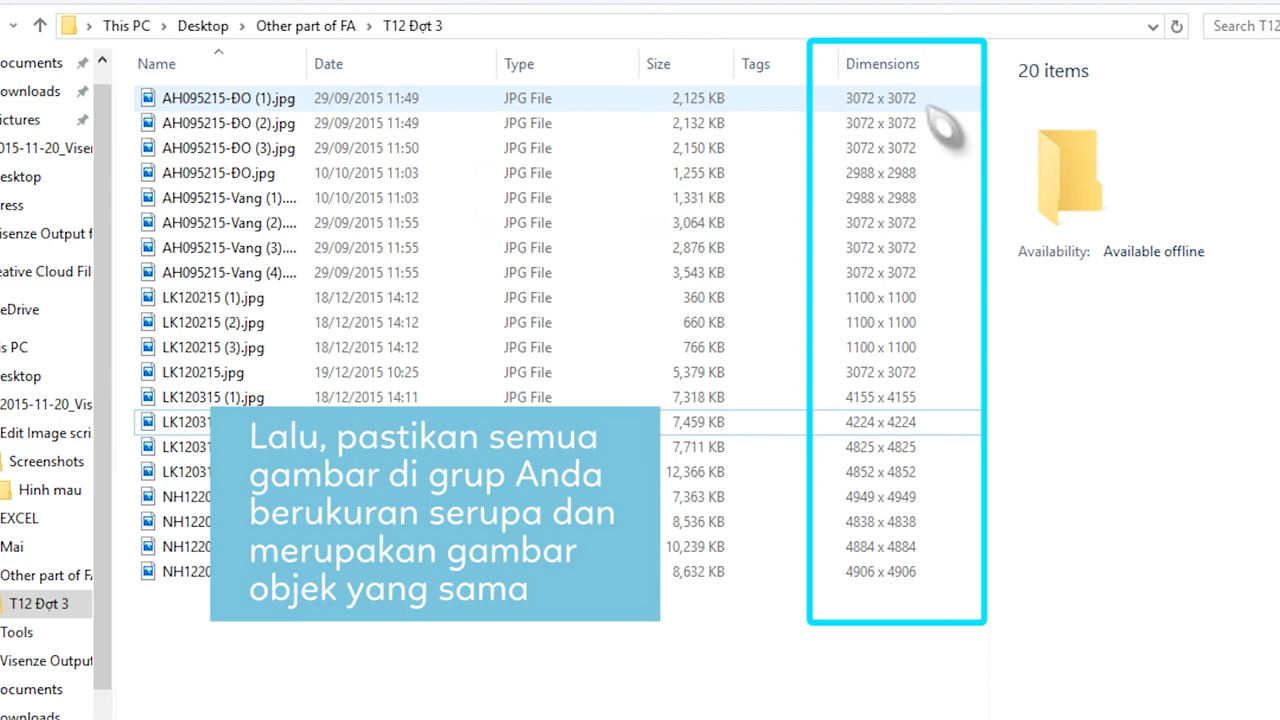 This PC > Desktop > Other part of FA > T12 Đợt 3
Search T12
Name Date Type Size Tags Dimensions
AH095215-ĐO (1).jpg 29/09/2015 11:49 JPG File 2,125 KB 3072 x 3072
AH095215-ĐO (2).jpg 29/09/2015 11:49 JPG File 2,132 KB 3072 x 3072
AH095215-ĐO (3).jpg 29/09/2015 11:50 JPG File 2,150 KB 3072 x 3072
AH095215-ĐO.jpg 10/10/2015 11:03 JPG File 1,255 KB 2988 x 2988
AH095215-Vang (1).... 10/10/2015 11:03 JPG File 1,331 KB 2988 x 2988
AH095215-Vang (2).... 29/09/2015 11:55 JPG File 3,064 KB 3072 x 3072
AH095215-Vang (3).... 29/09/2015 11:55 JPG File 2,876 KB 3072 x 3072
AH095215-Vang (4).... 29/09/2015 11:55 JPG File 3,543 KB 3072 x 3072
LK120215 (1).jpg 18/12/2015 14:12 JPG File 360 KB 1100 x 1100
LK120215 (2).jpg 18/12/2015 14:12 JPG File 660 KB 1100 x 1100
LK120215 (3).jpg 18/12/2015 14:12 JPG File 766 KB 1100 x 1100
LK120215.jpg 19/12/2015 10:25 JPG File 5,379 KB 3072 x 3072
LK120315 (1).jpg 18/12/2015 14:11 JPG File 7,318 KB 4155 x 4155
LK12031 7,459 KB 4224 x 4224
LK12031 7,711 KB 4825 x 4825
LK12031 12,366 KB 4852 x 4852
NH1220 7,363 KB 4949 x 4949
NH1220 8,536 KB 4838 x 4838
NH1220 10,239 KB 4884 x 4884
NH1220 8,632 KB 4906 x 4906
Lalu, pastikan semua
gambar di grup Anda
berukuran serupa dan
merupakan gambar
objek yang sama
20 items
Availability: Available offline
ocuments
ownloads
ictures
015-11-20_Viser
esktop
ress
isenze Output f
eative Cloud Fil
eDrive
is PC
esktop
2015-11-20_Vis
Edit Image scri
Screenshots
Hinh mau
EXCEL
Mai
Other part of FA
T12 Đợt 3
Tools
Visenze Output
ocuments
ownloads